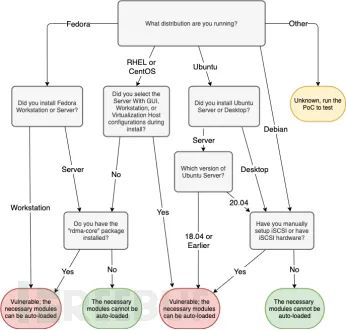 What distribution are you running?
Fedora
Other
RHEL or
CentOS
Ubuntu
Did you install Fedora
Workstation or Server?
Did you select the
Server With GUI,
Workstation, or
Virtualization Host
configurations during
install?
Did you install Ubuntu
Server or Desktop?
Unknown, run the
PoC to test
Debian
Server
Server
Which version of
Ubuntu Server?
Desktop
No
20.04
Workstation
Do you have the
"rdma-core" package
installed?
Yes
18.04 or
Earlier
Have you manually
setup iSCSI or have
iSCSI hardware?
Yes
No
Yes
No
Vulnerable; the
necessary modules
can be auto-loaded
The necessary
modules cannot be
auto-loaded
Vulnerable; the
necessary modules
can be auto-loaded
The necessary
modules cannot be
auto-loaded